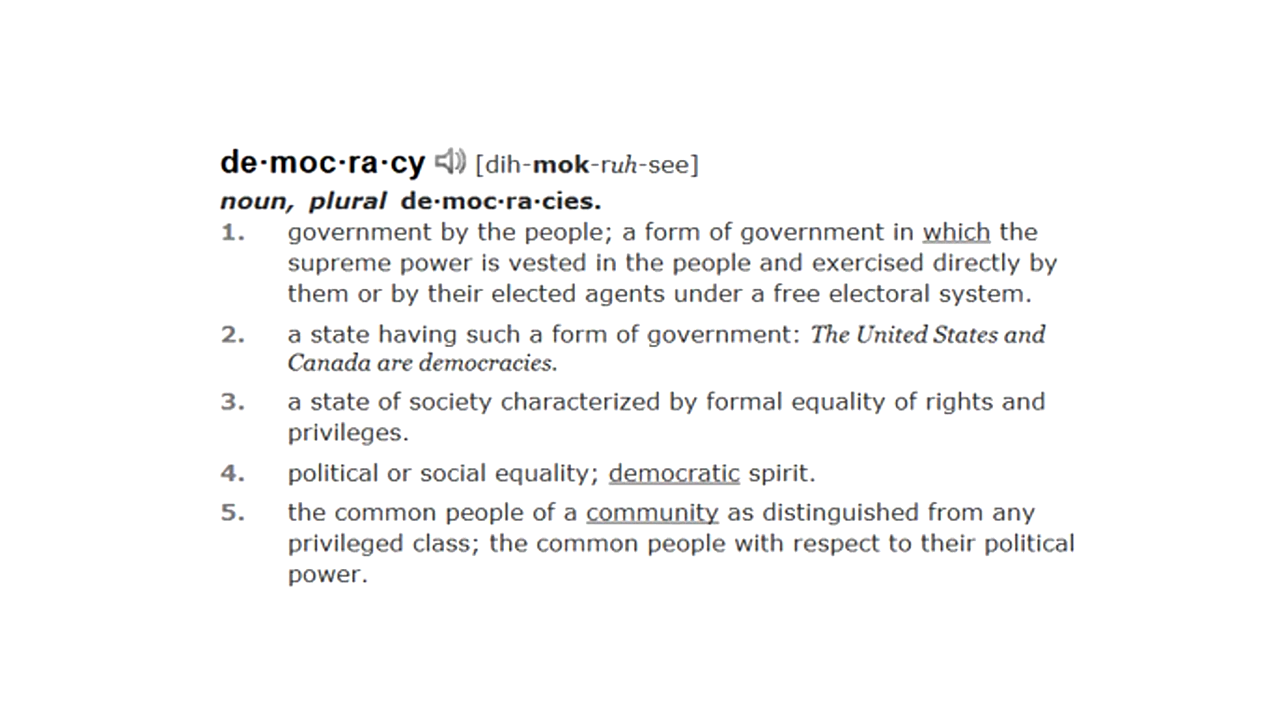 de·moc·ra·cy [dih-mok-ruh-see]
noun, plural de·moc·ra·cies.
1. government by the people; a form of government in which the
supreme power is vested in the people and exercised directly by
them or by their elected agents under a free electoral system.
2. a state having such a form of government: The United States and
Canada are democracies.
3. a state of society characterized by formal equality of rights and
privileges.
4. political or social equality; democratic spirit.
5. the common people of a community as distinguished from any
privileged class; the common people with respect to their political
power.